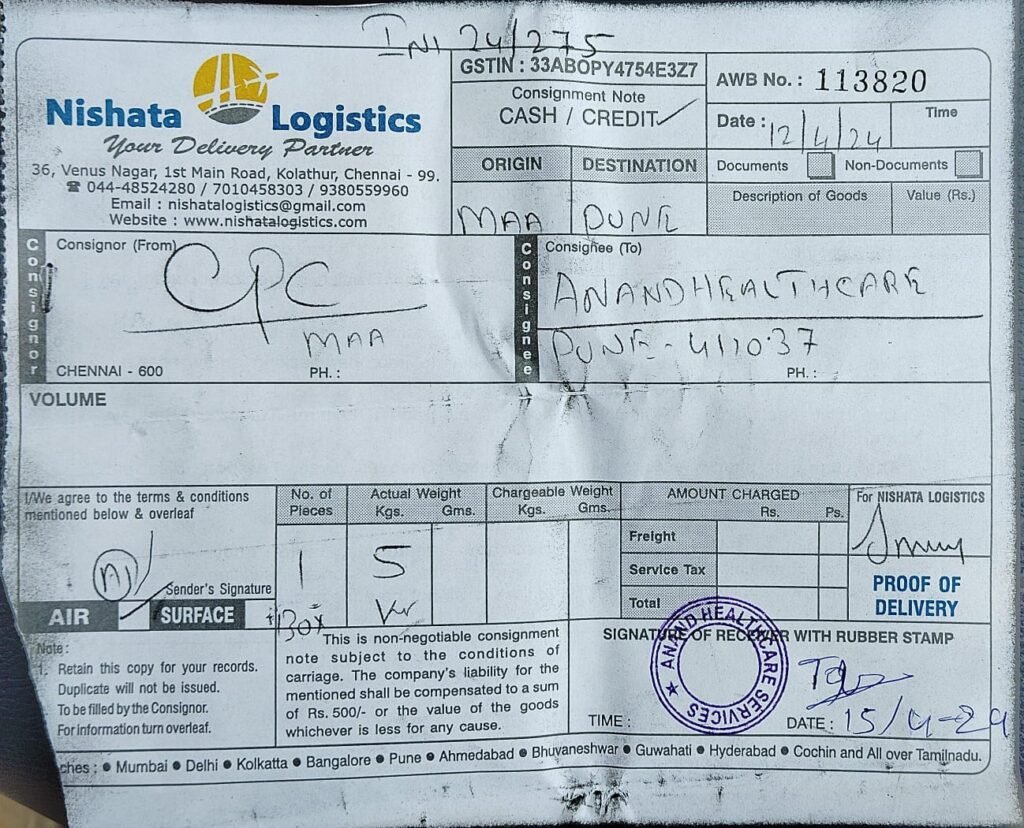 INI 24/275
Nishata Logistics
Your Delivery Partner
36, Venus Nagar, 1st Main Road, Kolathur, Chennai - 99.
☎ 044-48524280 / 7010458303 / 9380559960
Email : nishatalogistics@gmail.com
Website : www.nishatalogistics.com
GSTIN : 33ABOPY4754E3Z7
Consignment Note
CASH / CREDIT ✓
ORIGIN DESTINATION
MAA PUNE
AWB No. : 113820
Date : 12/4/24 Time
Documents Non-Documents
Description of Goods Value (Rs.)
Consignor
Consignor (From)
CPC
MAA
CHENNAI - 600 PH. :
Consignee
Consignee (To)
ANANDHEALTHCARE
PUNE - 411037
PH. :
VOLUME
I/We agree to the terms & conditions
mentioned below & overleaf
Sender's Signature
AIR SURFACE
No. of Pieces
1
Box
Actual Weight
Kgs. Gms.
5
Chargeable Weight
Kgs. Gms.
AMOUNT CHARGED
Rs. Ps.
Freight
Service Tax
Total
For NISHATA LOGISTICS
PROOF OF
DELIVERY
Note :
1. Retain this copy for your records.
Duplicate will not be issued.
To be filled by the Consignor.
For information turn overleaf.
This is non-negotiable consignment
note subject to the conditions of
carriage. The company's liability for the
mentioned shall be compensated to a sum
of Rs. 500/- or the value of the goods
whichever is less for any cause.
SIGNATURE OF RECEIVER WITH RUBBER STAMP
ANAND HEALTHCARE SERVICES ★
TIME : DATE : 15/4-24
ches : ● Mumbai ● Delhi ● Kolkatta ● Bangalore ● Pune ● Ahmedabad ● Bhuvaneshwar ● Guwahati ● Hyderabad ● Cochin and All over Tamilnadu.